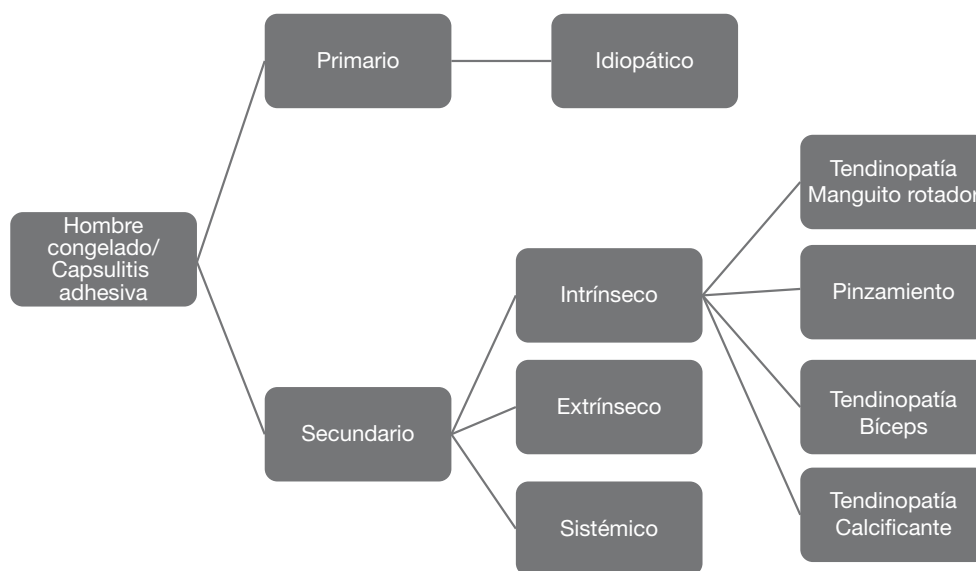 Primario
Idiopático
Tendinopatía
Manguito rotador
Hombre
congelado/
Capsulitis
adhesiva
Intrínseco
Pinzamiento
Extrínseco
Tendinopatía
Bíceps
Secundario
Sistémico
Tendinopatía
Calcificante